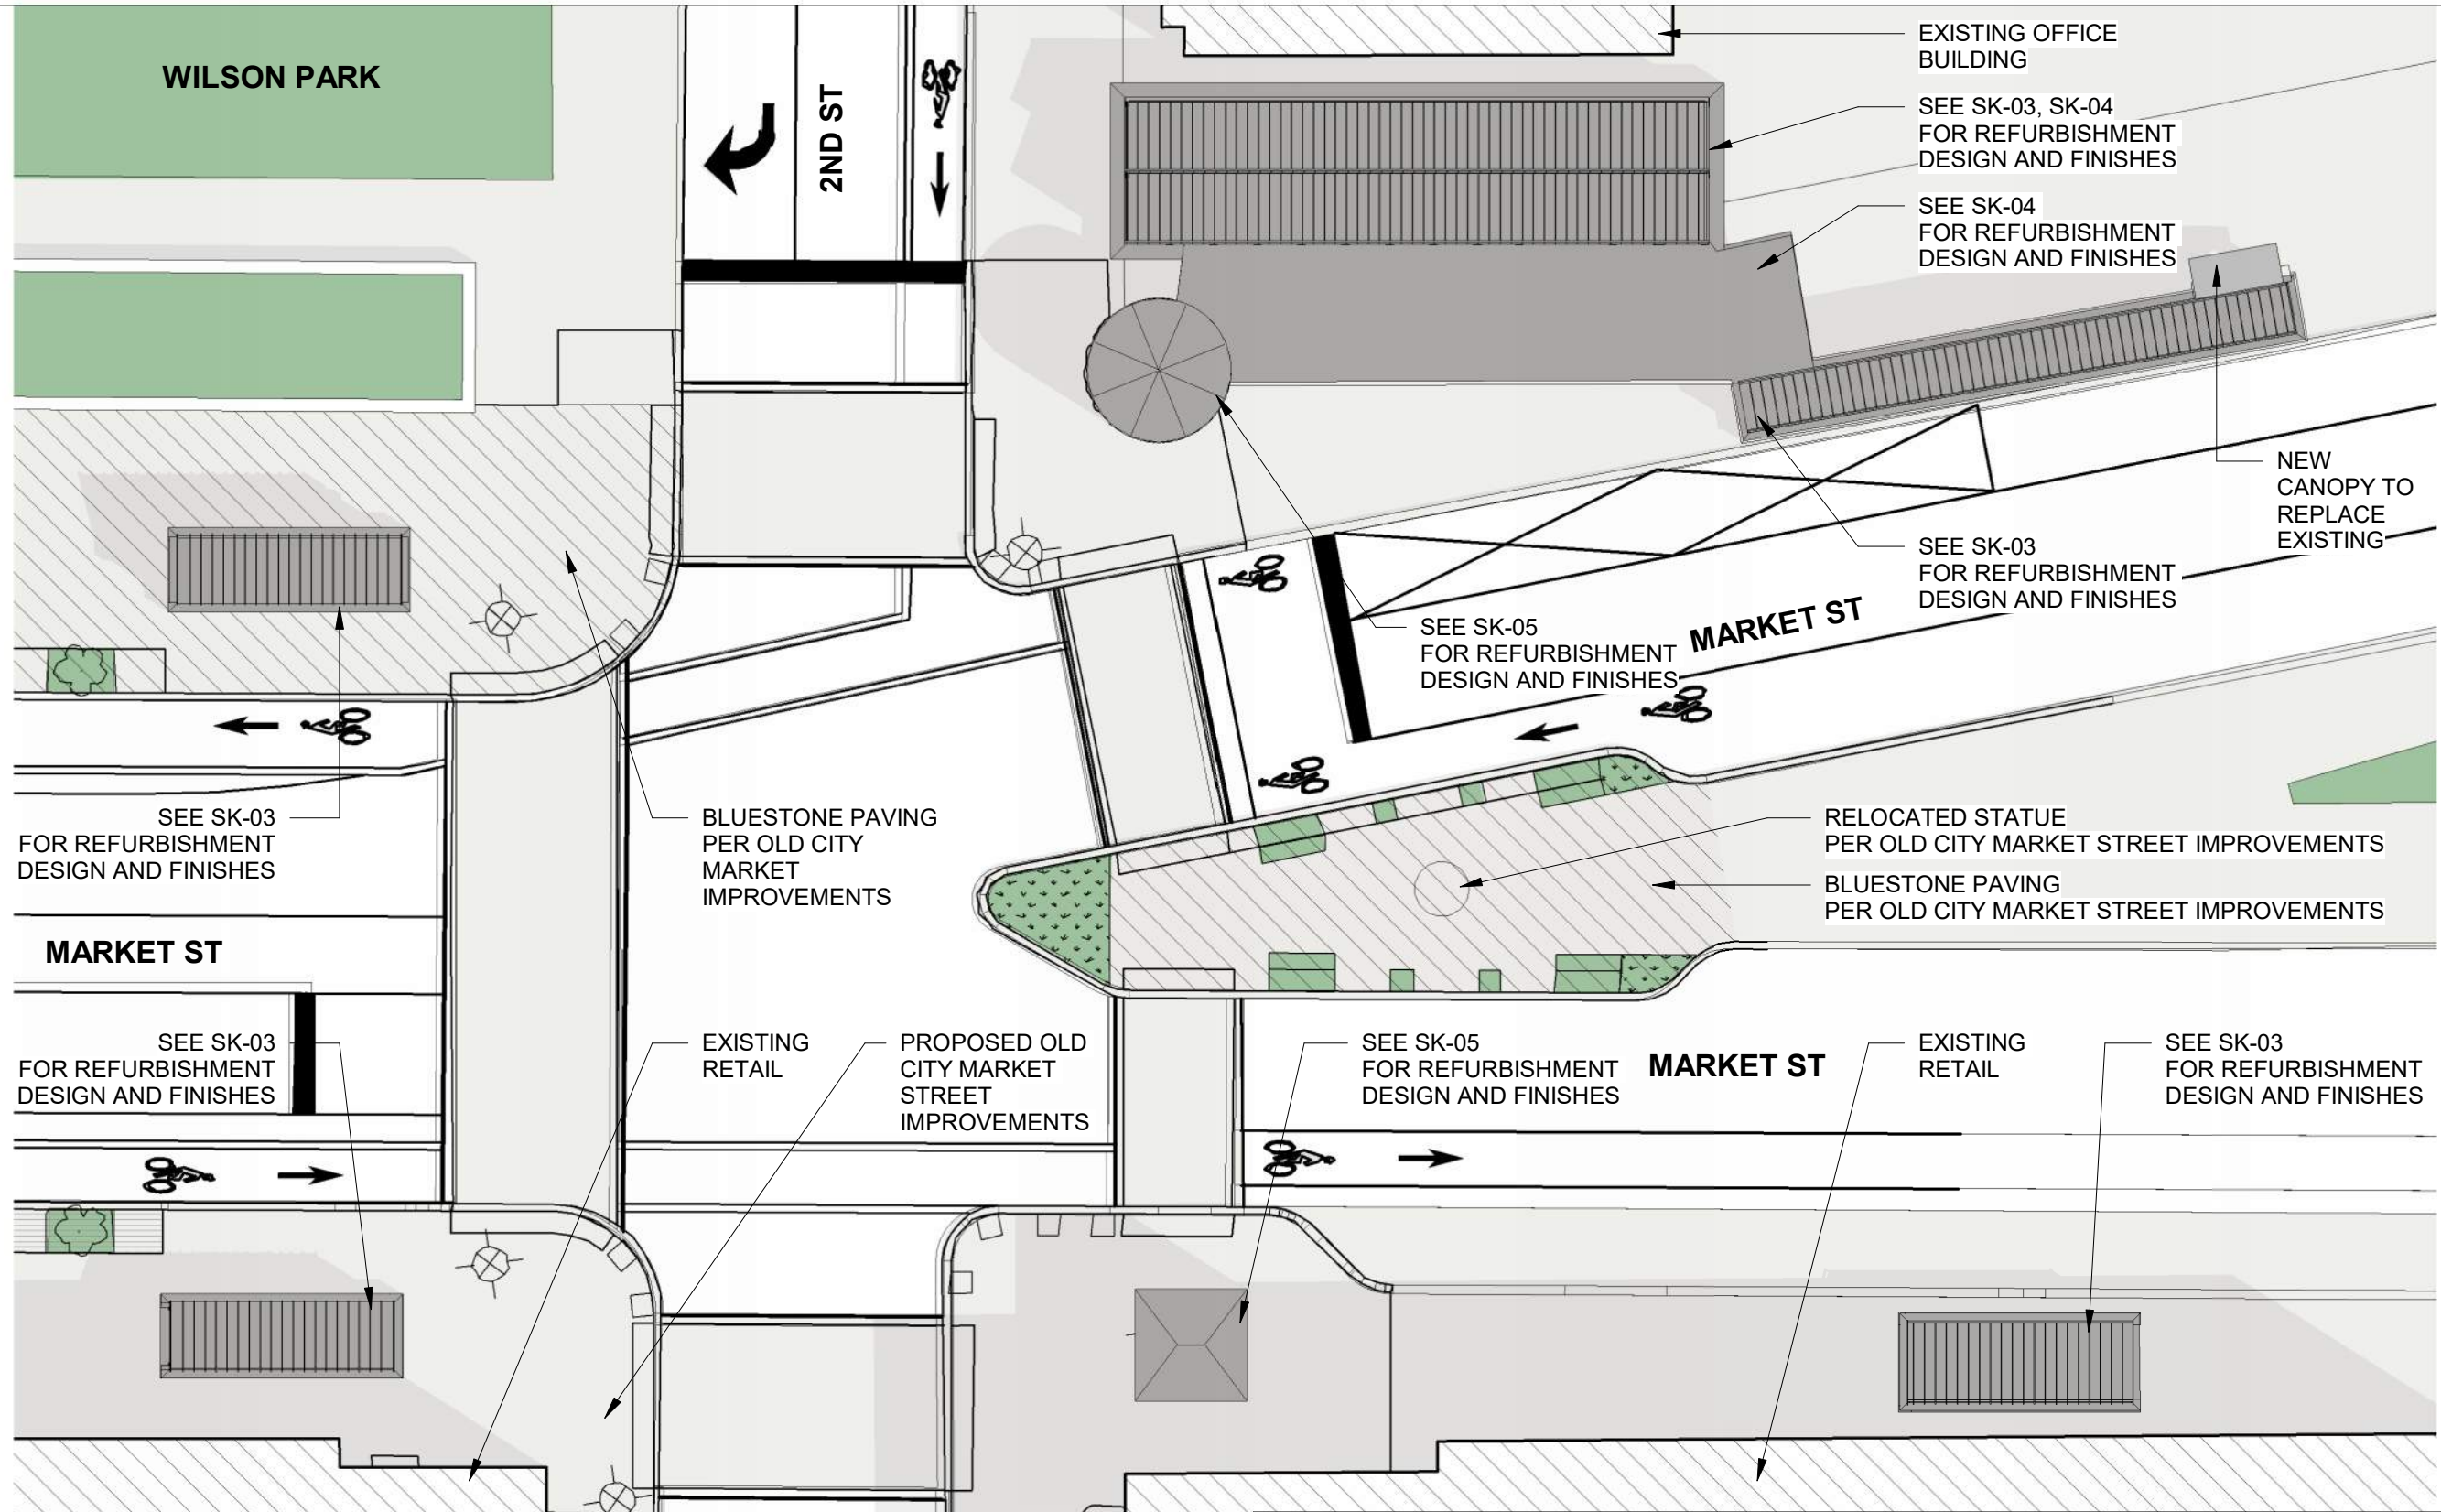 WILSON PARK
2ND ST
EXISTING OFFICE
BUILDING
SEE SK-03, SK-04
FOR REFURBISHMENT
DESIGN AND FINISHES
SEE SK-04
FOR REFURBISHMENT
DESIGN AND FINISHES
NEW
CANOPY TO
REPLACE
EXISTING
SEE SK-03
FOR REFURBISHMENT
DESIGN AND FINISHES
MARKET ST
SEE SK-05
FOR REFURBISHMENT
DESIGN AND FINISHES
SEE SK-03
FOR REFURBISHMENT
DESIGN AND FINISHES
BLUESTONE PAVING
PER OLD CITY
MARKET
IMPROVEMENTS
RELOCATED STATUE
PER OLD CITY MARKET STREET IMPROVEMENTS
BLUESTONE PAVING
PER OLD CITY MARKET STREET IMPROVEMENTS
MARKET ST
SEE SK-03
FOR REFURBISHMENT
DESIGN AND FINISHES
EXISTING
RETAIL
PROPOSED OLD
CITY MARKET
STREET
IMPROVEMENTS
SEE SK-05
FOR REFURBISHMENT
DESIGN AND FINISHES
MARKET ST
EXISTING
RETAIL
SEE SK-03
FOR REFURBISHMENT
DESIGN AND FINISHES